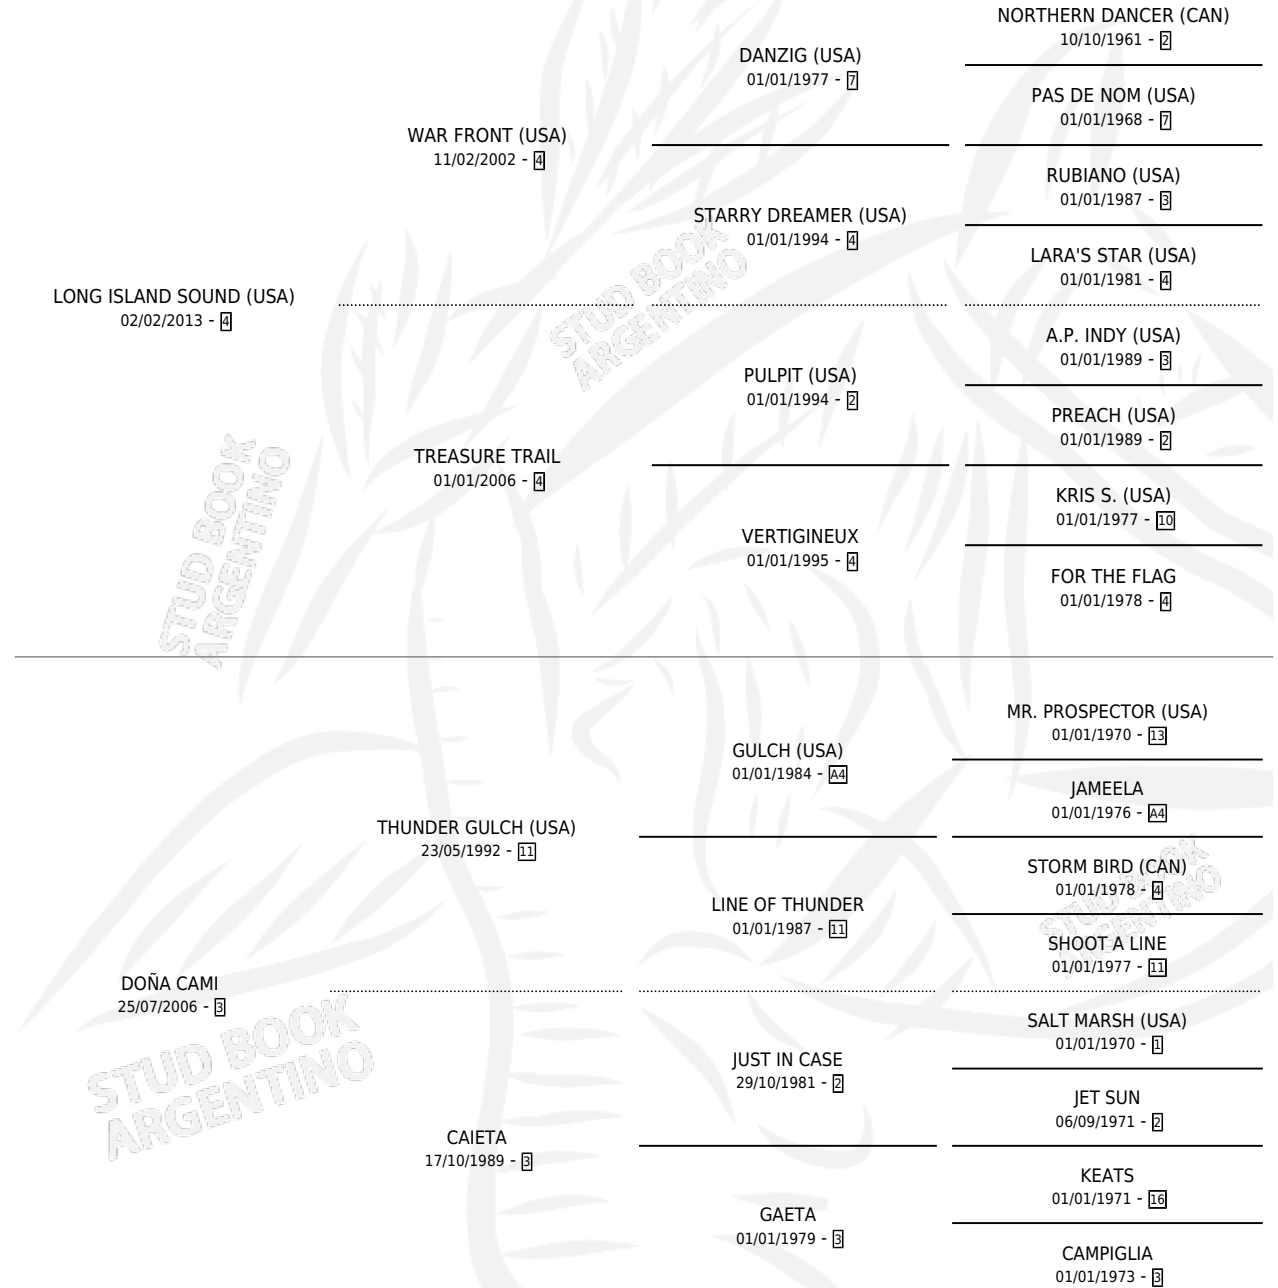 NORTHERN DANCER (CAN)
10/10/1961 - 2
DANZIG (USA)
01/01/1977 - 7
PAS DE NOM (USA)
01/01/1968 - 7
WAR FRONT (USA)
11/02/2002 - 4
RUBIANO (USA)
01/01/1987 - 3
STARRY DREAMER (USA)
01/01/1994 - 4
LARA'S STAR (USA)
01/01/1981 - 4
LONG ISLAND SOUND (USA)
02/02/2013 - 4
STUD BOOK
ARGENTINO
A.P. INDY (USA)
01/01/1989 - 3
PULPIT (USA)
01/01/1994 - 2
PREACH (USA)
01/01/1989 - 2
TREASURE TRAIL
01/01/2006 - 4
KRIS S. (USA)
01/01/1977 - 10
VERTIGINEUX
01/01/1995 - 4
FOR THE FLAG
01/01/1978 - 4
STUD BOOK
ARGENTINO
MR. PROSPECTOR (USA)
01/01/1970 - 13
GULCH (USA)
01/01/1984 - A4
JAMEELA
01/01/1976 - A4
THUNDER GULCH (USA)
23/05/1992 - 11
STORM BIRD (CAN)
01/01/1978 - 4
LINE OF THUNDER
01/01/1987 - 11
STUD BOOK
ARGENTINO
SHOOT A LINE
01/01/1977 - 11
DOÑA CAMI
25/07/2006 - 3
SALT MARSH (USA)
01/01/1970 - 1
JUST IN CASE
29/10/1981 - 2
JET SUN
06/09/1971 - 2
STUD BOOK
ARGENTINO
CAIETA
17/10/1989 - 3
KEATS
01/01/1971 - 16
GAETA
01/01/1979 - 3
CAMPIGLIA
01/01/1973 - 3